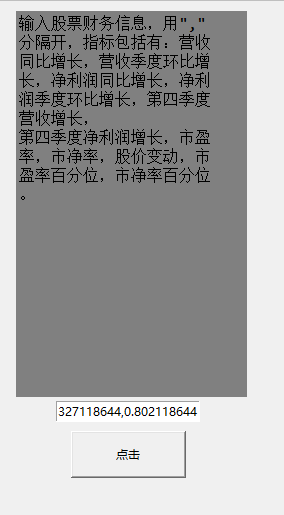 输入股票财务信息，用","
分隔开，指标包括有：营收
同比增长，营收季度环比增
长，净利润同比增长，净利
润季度环比增长，第四季度
营收增长，
第四季度净利润增长，市盈
率，市净率，股价变动，市
盈率百分位，市净率百分位
。
327118644,0.802118644
点击